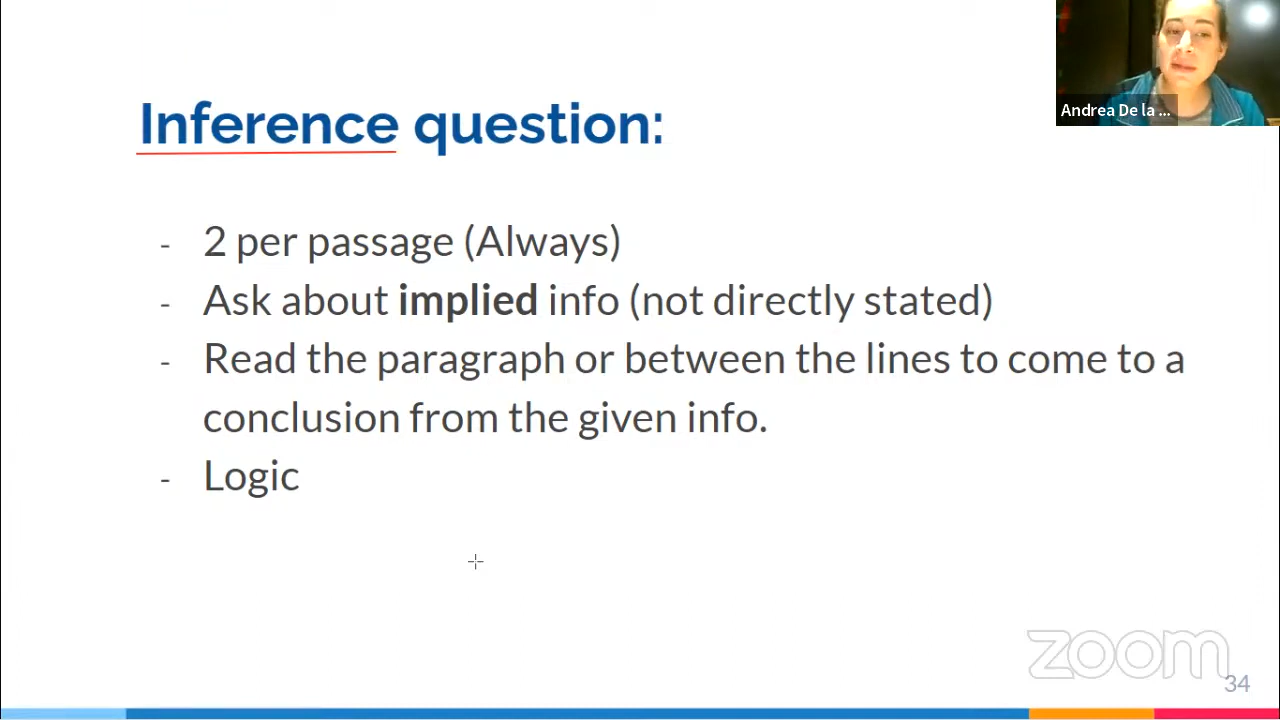 Andrea De la ...
Inference question:
- 2 per passage (Always)
- Ask about implied info (not directly stated)
- Read the paragraph or between the lines to come to a
conclusion from the given info.
- Logic
zoom
34